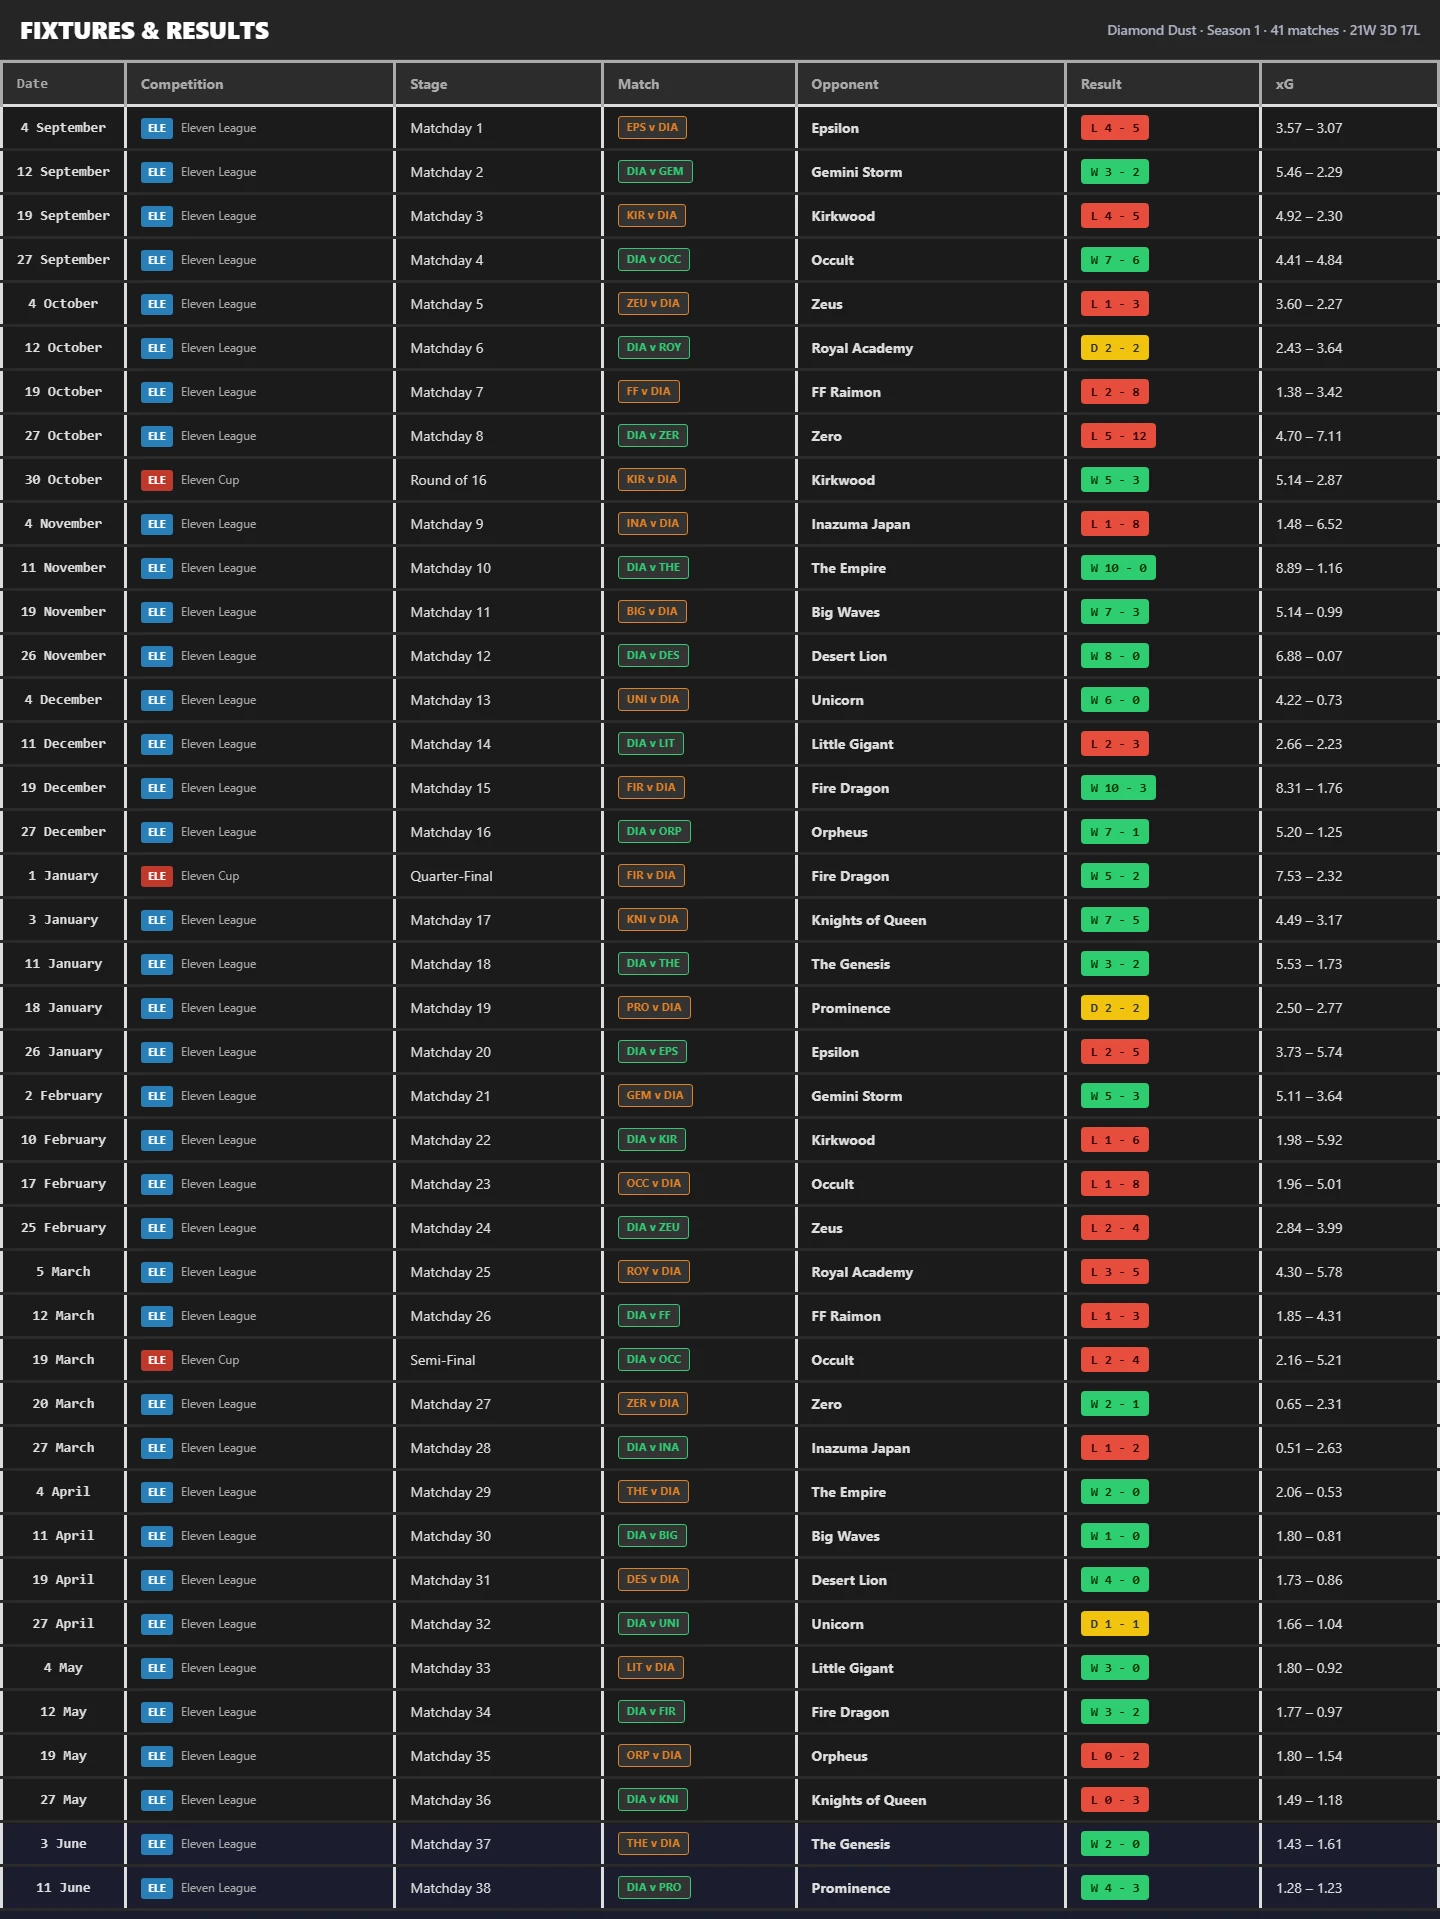 FIXTURES & RESULTS
Diamond Dust · Season 1 · 41 matches · 21W 3D 17L
Date Competition Stage Match Opponent Result xG
4 September ELE Eleven League Matchday 1 EPS v DIA Epsilon L 4 - 5 3.57 – 3.07
12 September ELE Eleven League Matchday 2 DIA v GEM Gemini Storm W 3 - 2 5.46 – 2.29
19 September ELE Eleven League Matchday 3 KIR v DIA Kirkwood L 4 - 5 4.92 – 2.30
27 September ELE Eleven League Matchday 4 DIA v OCC Occult W 7 - 6 4.41 – 4.84
4 October ELE Eleven League Matchday 5 ZEU v DIA Zeus L 1 - 3 3.60 – 2.27
12 October ELE Eleven League Matchday 6 DIA v ROY Royal Academy D 2 - 2 2.43 – 3.64
19 October ELE Eleven League Matchday 7 FF v DIA FF Raimon L 2 - 8 1.38 – 3.42
27 October ELE Eleven League Matchday 8 DIA v ZER Zero L 5 - 12 4.70 – 7.11
30 October ELE Eleven Cup Round of 16 KIR v DIA Kirkwood W 5 - 3 5.14 – 2.87
4 November ELE Eleven League Matchday 9 INA v DIA Inazuma Japan L 1 - 8 1.48 – 6.52
11 November ELE Eleven League Matchday 10 DIA v THE The Empire W 10 - 0 8.89 – 1.16
19 November ELE Eleven League Matchday 11 BIG v DIA Big Waves W 7 - 3 5.14 – 0.99
26 November ELE Eleven League Matchday 12 DIA v DES Desert Lion W 8 - 0 6.88 – 0.07
4 December ELE Eleven League Matchday 13 UNI v DIA Unicorn W 6 - 0 4.22 – 0.73
11 December ELE Eleven League Matchday 14 DIA v LIT Little Gigant L 2 - 3 2.66 – 2.23
19 December ELE Eleven League Matchday 15 FIR v DIA Fire Dragon W 10 - 3 8.31 – 1.76
27 December ELE Eleven League Matchday 16 DIA v ORP Orpheus W 7 - 1 5.20 – 1.25
1 January ELE Eleven Cup Quarter-Final FIR v DIA Fire Dragon W 5 - 2 7.53 – 2.32
3 January ELE Eleven League Matchday 17 KNI v DIA Knights of Queen W 7 - 5 4.49 – 3.17
11 January ELE Eleven League Matchday 18 DIA v THE The Genesis W 3 - 2 5.53 – 1.73
18 January ELE Eleven League Matchday 19 PRO v DIA Prominence D 2 - 2 2.50 – 2.77
26 January ELE Eleven League Matchday 20 DIA v EPS Epsilon L 2 - 5 3.73 – 5.74
2 February ELE Eleven League Matchday 21 GEM v DIA Gemini Storm W 5 - 3 5.11 – 3.64
10 February ELE Eleven League Matchday 22 DIA v KIR Kirkwood L 1 - 6 1.98 – 5.92
17 February ELE Eleven League Matchday 23 OCC v DIA Occult L 1 - 8 1.96 – 5.01
25 February ELE Eleven League Matchday 24 DIA v ZEU Zeus L 2 - 4 2.84 – 3.99
5 March ELE Eleven League Matchday 25 ROY v DIA Royal Academy L 3 - 5 4.30 – 5.78
12 March ELE Eleven League Matchday 26 DIA v FF FF Raimon L 1 - 3 1.85 – 4.31
19 March ELE Eleven Cup Semi-Final DIA v OCC Occult L 2 - 4 2.16 – 5.21
20 March ELE Eleven League Matchday 27 ZER v DIA Zero W 2 - 1 0.65 – 2.31
27 March ELE Eleven League Matchday 28 DIA v INA Inazuma Japan L 1 - 2 0.51 – 2.63
4 April ELE Eleven League Matchday 29 THE v DIA The Empire W 2 - 0 2.06 – 0.53
11 April ELE Eleven League Matchday 30 DIA v BIG Big Waves W 1 - 0 1.80 – 0.81
19 April ELE Eleven League Matchday 31 DES v DIA Desert Lion W 4 - 0 1.73 – 0.86
27 April ELE Eleven League Matchday 32 DIA v UNI Unicorn D 1 - 1 1.66 – 1.04
4 May ELE Eleven League Matchday 33 LIT v DIA Little Gigant W 3 - 0 1.80 – 0.92
12 May ELE Eleven League Matchday 34 DIA v FIR Fire Dragon W 3 - 2 1.77 – 0.97
19 May ELE Eleven League Matchday 35 ORP v DIA Orpheus L 0 - 2 1.80 – 1.54
27 May ELE Eleven League Matchday 36 DIA v KNI Knights of Queen L 0 - 3 1.49 – 1.18
3 June ELE Eleven League Matchday 37 THE v DIA The Genesis W 2 - 0 1.43 – 1.61
11 June ELE Eleven League Matchday 38 DIA v PRO Prominence W 4 - 3 1.28 – 1.23